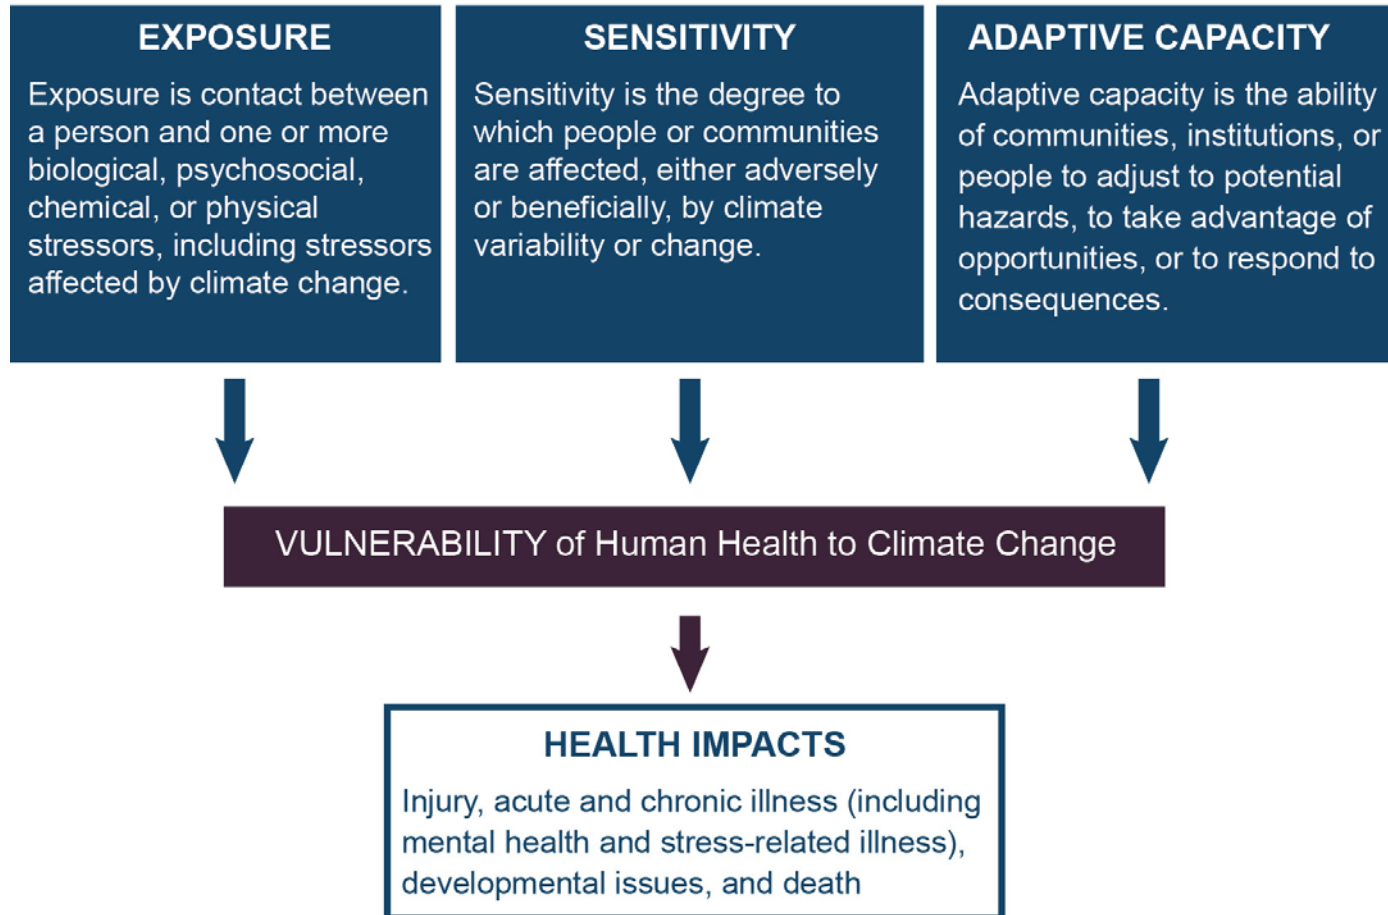 EXPOSURE
Exposure is contact between
a person and one or more
biological, psychosocial,
chemical, or physical
stressors, including stressors
affected by climate change.
SENSITIVITY
Sensitivity is the degree to
which people or communities
are affected, either adversely
or beneficially, by climate
variability or change.
ADAPTIVE CAPACITY
Adaptive capacity is the ability
of communities, institutions, or
people to adjust to potential
hazards, to take advantage of
opportunities, or to respond to
consequences.
VULNERABILITY of Human Health to Climate Change
HEALTH IMPACTS
Injury, acute and chronic illness (including
mental health and stress-related illness),
developmental issues, and death